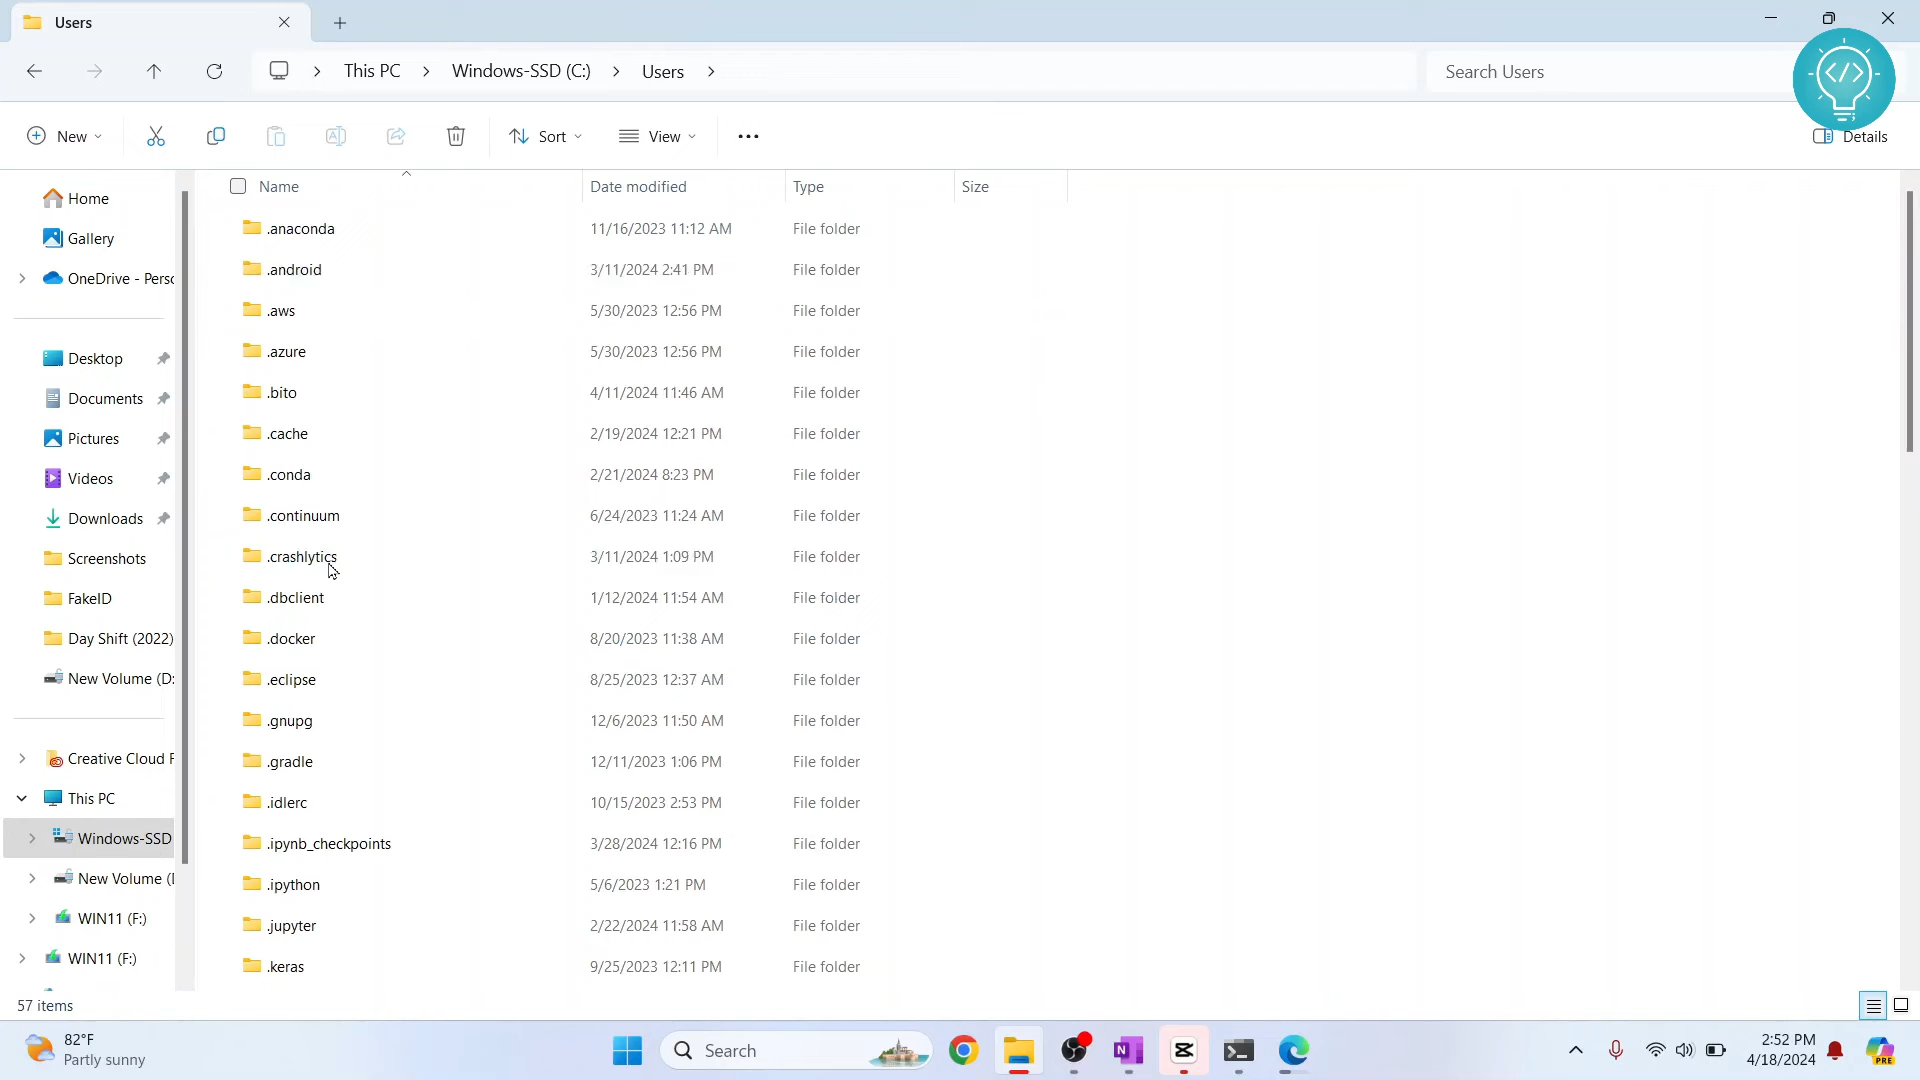 Users
This PC
Windows-SSD (C:)
Users
Search Users
New
Sort
View
Details
Name Date modified Type Size
Home
Gallery
OneDrive - Perso
Desktop
Documents
Pictures
Videos
Downloads
Screenshots
FakeID
Day Shift (2022)
New Volume (D:
Creative Cloud F
This PC
Windows-SSD
New Volume (
WIN11 (F:)
WIN11 (F:)
.anaconda 11/16/2023 11:12 AM File folder
.android 3/11/2024 2:41 PM File folder
.aws 5/30/2023 12:56 PM File folder
.azure 5/30/2023 12:56 PM File folder
.bito 4/11/2024 11:46 AM File folder
.cache 2/19/2024 12:21 PM File folder
.conda 2/21/2024 8:23 PM File folder
.continuum 6/24/2023 11:24 AM File folder
.crashlytics 3/11/2024 1:09 PM File folder
.dbclient 1/12/2024 11:54 AM File folder
.docker 8/20/2023 11:38 AM File folder
.eclipse 8/25/2023 12:37 AM File folder
.gnupg 12/6/2023 11:50 AM File folder
.gradle 12/11/2023 1:06 PM File folder
.idlerc 10/15/2023 2:53 PM File folder
.ipynb_checkpoints 3/28/2024 12:16 PM File folder
.ipython 5/6/2023 1:21 PM File folder
.jupyter 2/22/2024 11:58 AM File folder
.keras 9/25/2023 12:11 PM File folder
57 items
82°F
Partly sunny
Search
2:52 PM
4/18/2024
PRE